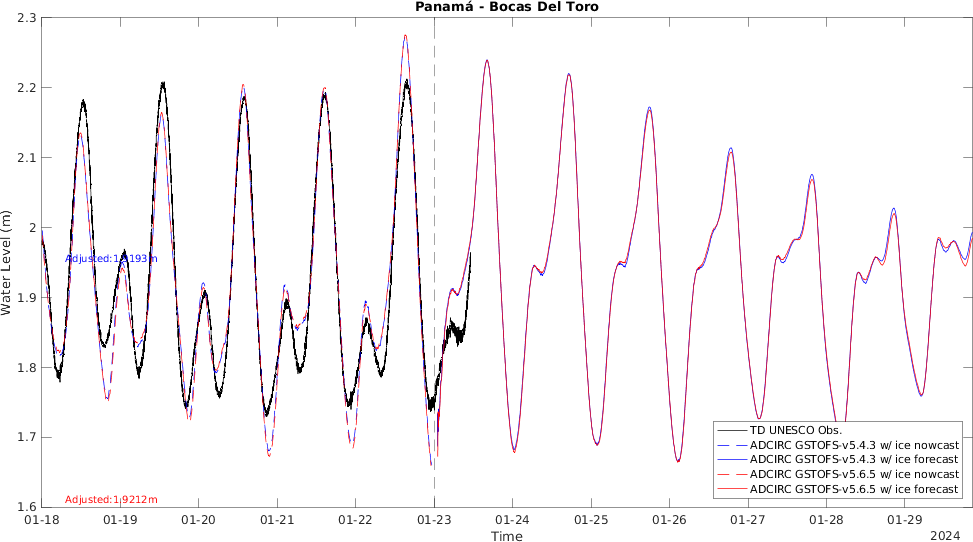 Panamá - Bocas Del Toro
2.3
2.2
2.1
2
1.9
1.8
1.7
1.6
Water Level (m)
Adjusted:1.9193m
Adjusted:1.9212m
TD UNESCO Obs.
ADCIRC GSTOFS-v5.4.3 w/ ice nowcast
ADCIRC GSTOFS-v5.4.3 w/ ice forecast
ADCIRC GSTOFS-v5.6.5 w/ ice nowcast
ADCIRC GSTOFS-v5.6.5 w/ ice forecast
01-18 01-19 01-20 01-21 01-22 01-23 01-24 01-25 01-26 01-27 01-28 01-29
Time
2024